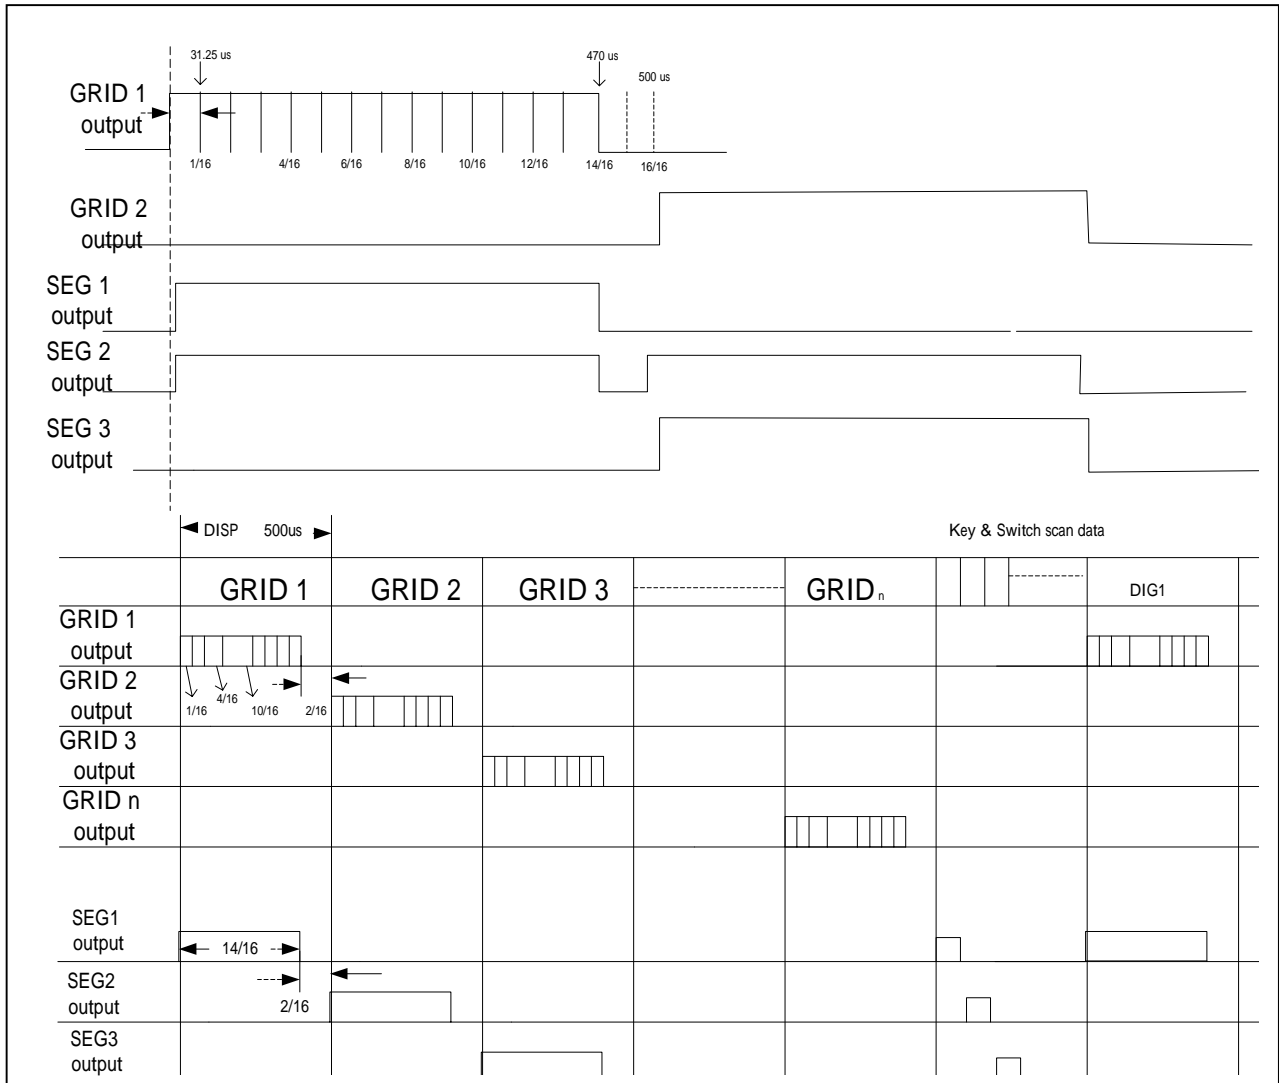 31.25 us
470 us
500 us
GRID 1
output
1/16 4/16 6/16 8/16 10/16 12/16 14/16 16/16
GRID 2
output
SEG 1
output
SEG 2
output
SEG 3
output
DISP 500us
Key & Switch scan data
GRID 1 GRID 2 GRID 3 GRID n DIG1
GRID 1
output
GRID 2
output
1/16 4/16 10/16 2/16
GRID 3
output
GRID n
output
SEG1
output
14/16
SEG2
output
2/16
SEG3
output